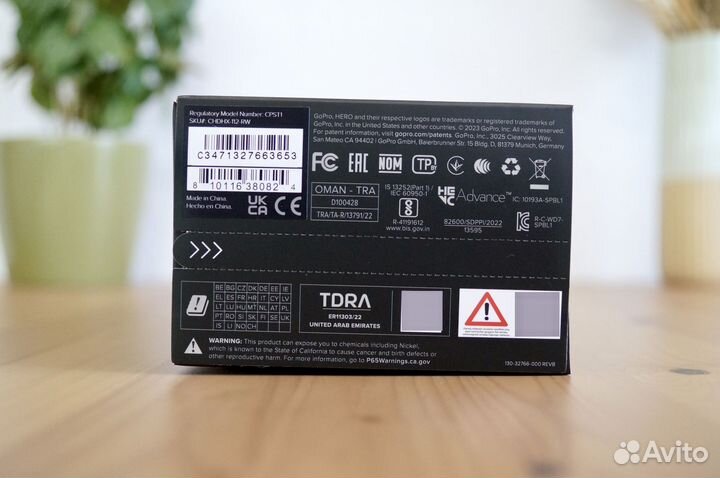 Regulatory Model Number: CPST1
SKU#: CHDHX-112-RW
C3471327663653
8 10116 38082 4
Made in China.
Hecho en China.
UK
CA
CE
GoPro, HERO and their respective logos are trademarks or registered trademarks of
GoPro, Inc. in the United States and other countries. © 2023 GoPro, Inc. All rights reserved.
For patent information, visit gopro.com/patents. GoPro, Inc., 3025 Clearview Way,
San Mateo CA 94402 / GoPro GmbH, Baierbrunner Str. 15 Bldg. D, 81379 Munich, Germany
FC EAC NOM TP
OMAN - TRA
D100428
TRA/TA-R/13791/22
IS 13252(Part 1) /
IEC 60950-1
R-41191612
www.bis.gov.in
HEVC Advance™
82600/SDPPI/2022
13595
IC: 10193A-SPBL1
R-C-WD7-
SPBL1
BE BG CZ DK DE EE IE
EL ES FR HR IT CY LV
LT LU HU MT NL AT PL
PT RO SI SK FI SE
IS LI NO CH
TDRA
ER11303/22
UNITED ARAB EMIRATES
WARNING: This product can expose you to chemicals including Nickel,
which is known to the State of California to cause cancer and birth defects or
other reproductive harm. For more information, go to P65Warnings.ca.gov
130-32766-000 REVB
Avito